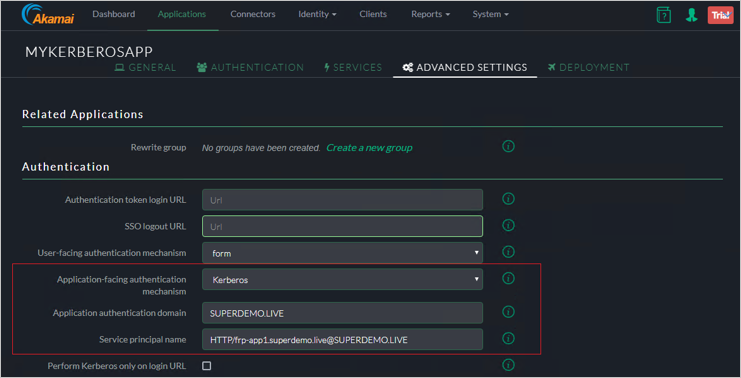 Akamai Dashboard Applications Connectors Identity Clients Reports System Trial
MYKERBEROSAPP
GENERAL AUTHENTICATION SERVICES ADVANCED SETTINGS DEPLOYMENT
Related Applications
Rewrite group No groups have been created. Create a new group
Authentication
Authentication token login URL Url
SSO logout URL Url
User-facing authentication mechanism form
Application-facing authentication Kerberos
mechanism
Application authentication domain SUPERDEMO.LIVE
Service principal name HTTP/frp-app1.superdemo.live@SUPERDEMO.LIVE
Perform Kerberos only on login URL